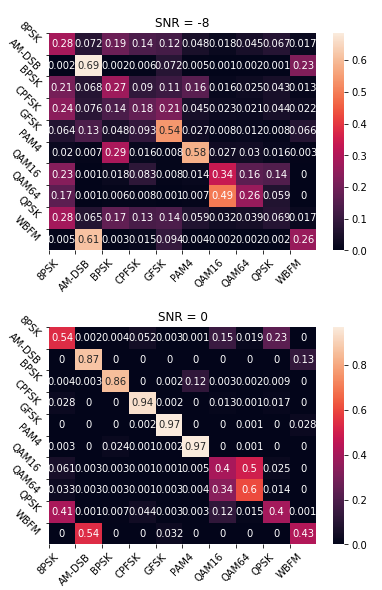 SNR = -8
8PSK 0.28 0.072 0.19 0.14 0.12 0.048 0.018 0.045 0.067 0.017
AM-DSB 0.002 0.69 0.002 0.006 0.072 0.005 0.001 0.002 0.001 0.23
BPSK 0.21 0.068 0.27 0.09 0.11 0.16 0.016 0.025 0.043 0.013
CPFSK 0.24 0.076 0.14 0.18 0.21 0.045 0.023 0.021 0.044 0.022
GFSK 0.064 0.13 0.048 0.093 0.54 0.027 0.008 0.012 0.012 0.066
PAM4 0.02 0.007 0.29 0.016 0.008 0.58 0.027 0.03 0.016 0.003
QAM16 0.23 0.001 0.018 0.083 0.008 0.014 0.34 0.16 0.14 0
QAM64 0.17 0.001 0.006 0.008 0.001 0.007 0.49 0.26 0.059 0
QPSK 0.28 0.065 0.17 0.13 0.14 0.059 0.032 0.039 0.069 0.017
WBFM 0.005 0.61 0.003 0.015 0.094 0.004 0.002 0.002 0.002 0.26
8PSK AM-DSB BPSK CPFSK GFSK PAM4 QAM16 QAM64 QPSK WBFM
0.6
0.5
0.4
0.3
0.2
0.1
0.0
SNR = 0
8PSK 0.54 0.002 0.004 0.052 0.003 0.001 0.15 0.019 0.23 0
AM-DSB 0 0.87 0 0 0 0 0 0 0 0.13
BPSK 0.004 0.003 0.86 0 0.002 0.12 0.003 0.002 0.009 0
CPFSK 0.028 0 0 0.94 0.002 0 0.013 0.001 0.017 0
GFSK 0 0 0 0.002 0.97 0 0 0.001 0 0.028
PAM4 0.003 0 0.024 0.001 0 0.97 0 0.001 0 0
QAM16 0.061 0.003 0.003 0.001 0.001 0.005 0.4 0.5 0.025 0
QAM64 0.033 0.003 0.003 0.001 0.003 0.004 0.34 0.6 0.014 0
QPSK 0.41 0.001 0.007 0.044 0.003 0.003 0.12 0.015 0.4 0.001
WBFM 0 0.54 0 0 0.032 0 0 0 0 0.43
8PSK AM-DSB BPSK CPFSK GFSK PAM4 QAM16 QAM64 QPSK WBFM
0.8
0.6
0.4
0.2
0.0